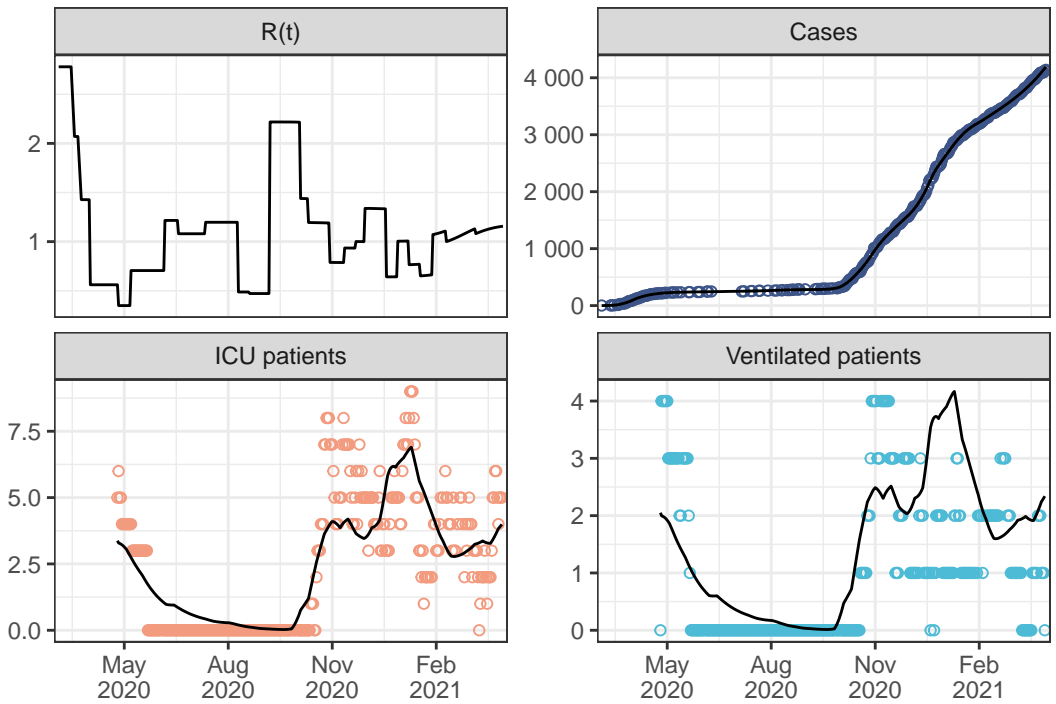 R(t)
Cases
2
1
4 000
3 000
2 000
1 000
0
ICU patients
Ventilated patients
7.5
5.0
2.5
0.0
4
3
2
1
0
May Aug Nov Feb
2020 2020 2020 2021
May Aug Nov Feb
2020 2020 2020 2021